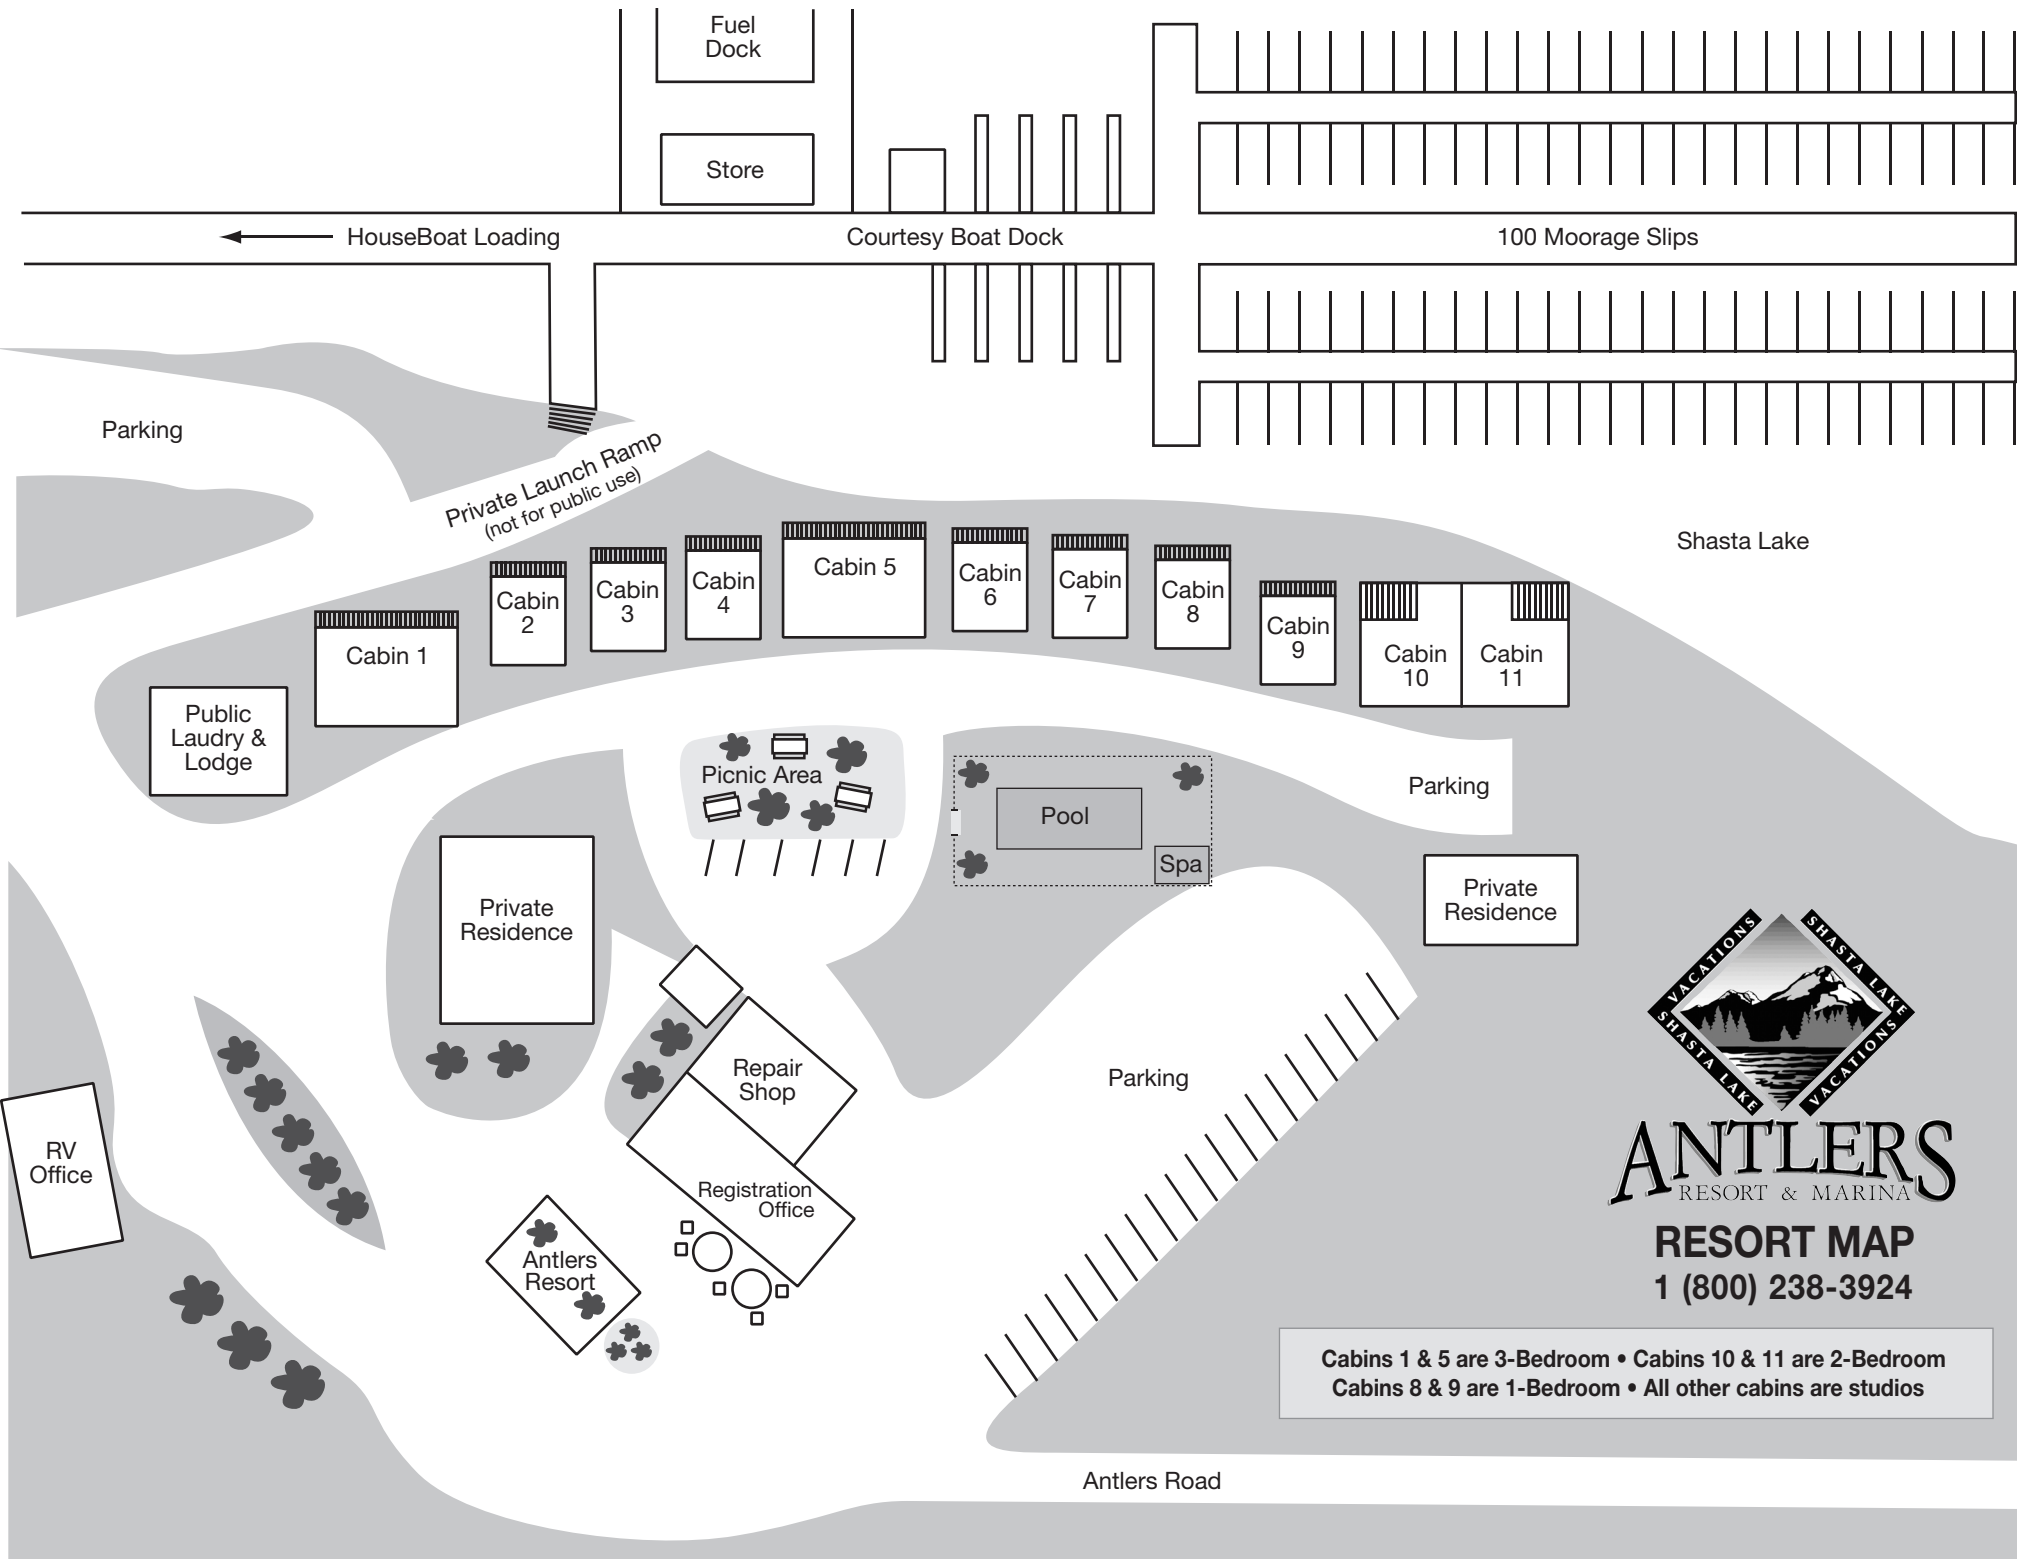 Fuel
Dock
Store
HouseBoat Loading
Courtesy Boat Dock
100 Moorage Slips
Parking
Private Launch Ramp
(not for public use)
Shasta Lake
Cabin 1
Cabin
2
Cabin
3
Cabin
4
Cabin 5
Cabin
6
Cabin
7
Cabin
8
Cabin
9
Cabin
10
Cabin
11
Public
Laudry &
Lodge
Picnic Area
Pool
Spa
Parking
Private
Residence
Private
Residence
Repair
Shop
Parking
RV
Office
Registration
Office
Antlers
Resort
VACATIONS
SHASTA LAKE
SHASTA LAKE
VACATIONS
ANTLERS
RESORT & MARINA
RESORT MAP
1 (800) 238-3924
Cabins 1 & 5 are 3-Bedroom • Cabins 10 & 11 are 2-Bedroom
Cabins 8 & 9 are 1-Bedroom • All other cabins are studios
Antlers Road